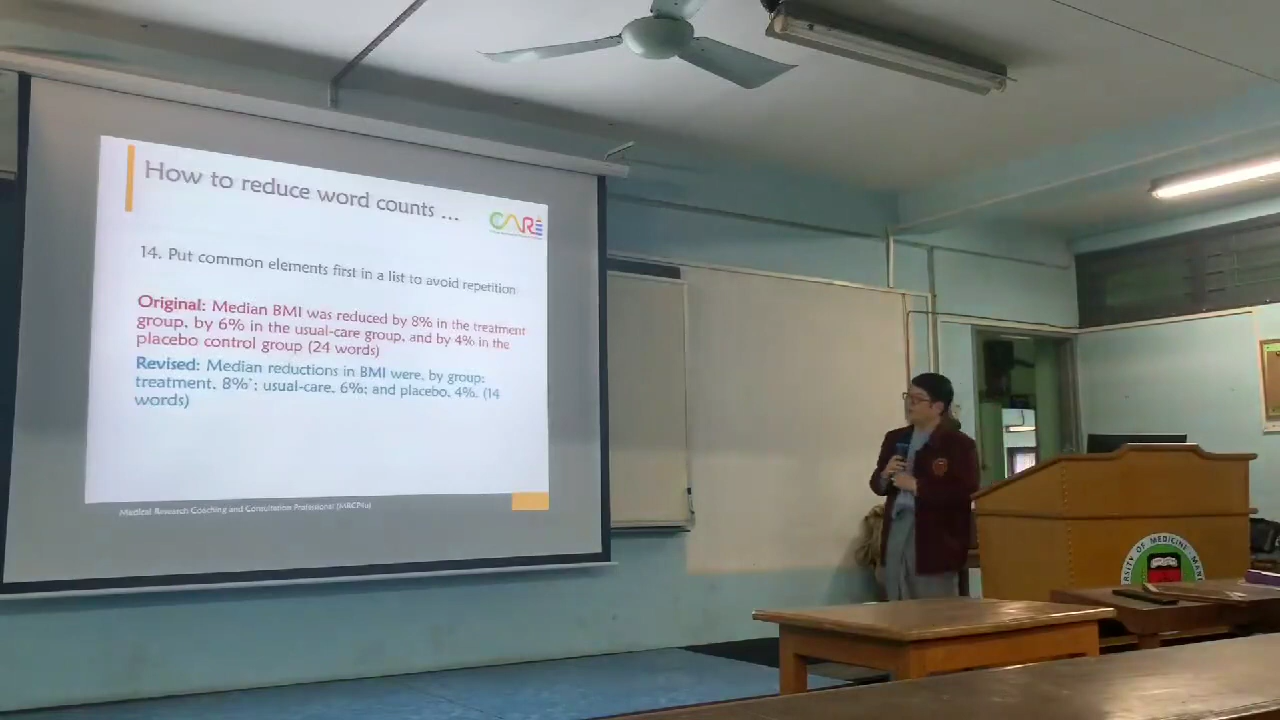 How to reduce word counts ...
CARE
14. Put common elements first in a list to avoid repetition
Original: Median BMI was reduced by 8% in the treatment
group, by 6% in the usual-care group, and by 4% in the
placebo control group (24 words)
Revised: Median reductions in BMI were, by group:
treatment, 8%*; usual-care, 6%; and placebo, 4%. (14
words)
Medical Research Coaching and Consultation Professional
OF MEDICINE